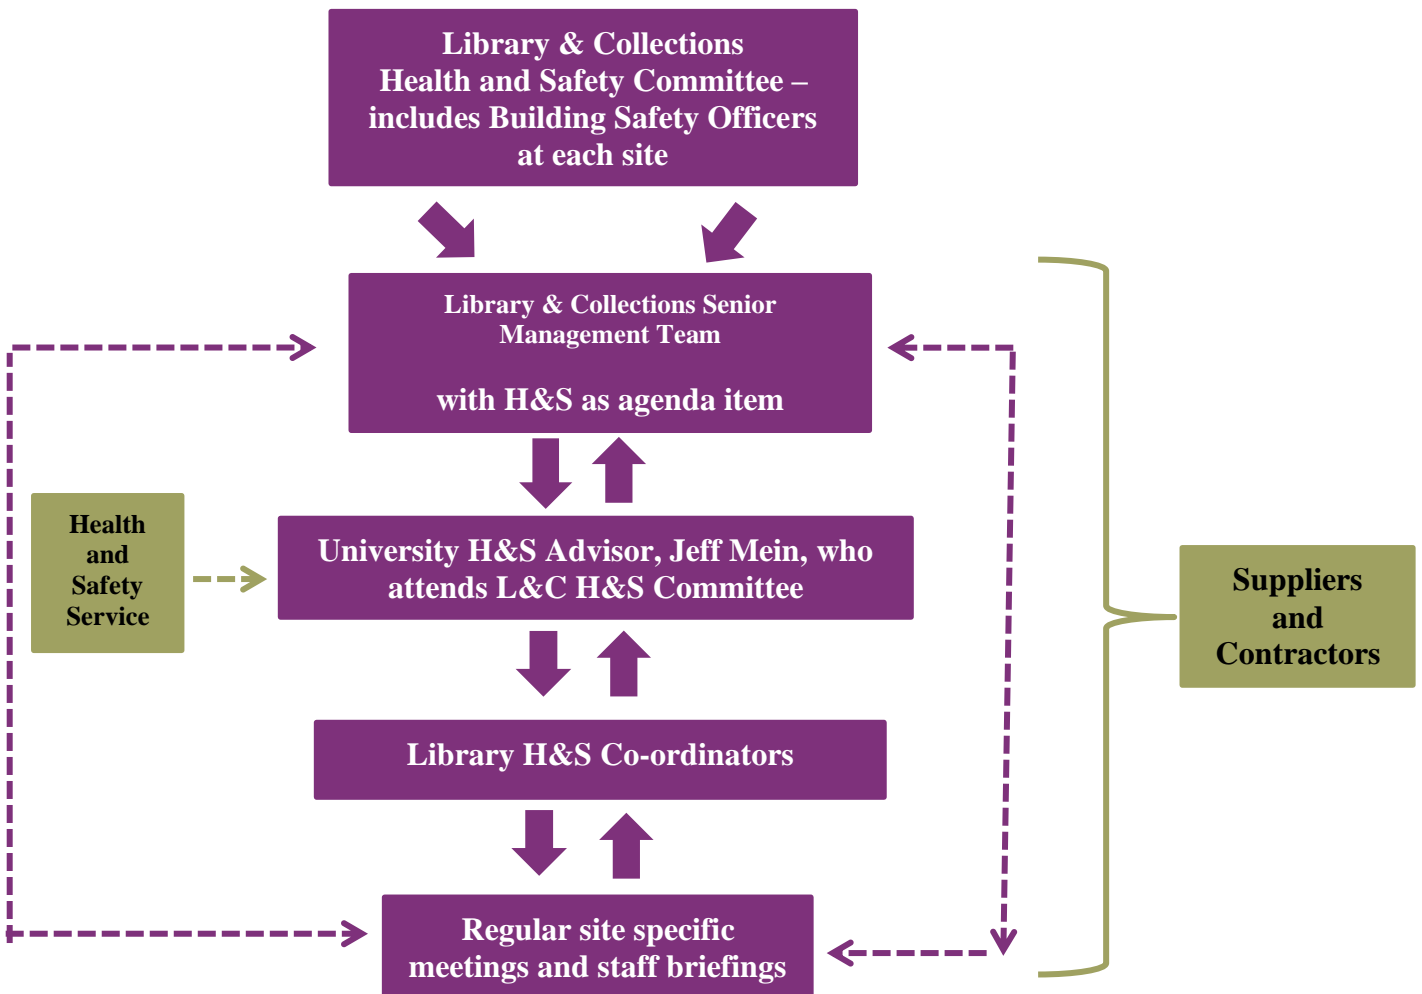 Library & Collections
Health and Safety Committee –
includes Building Safety Officers
at each site
Library & Collections Senior
Management Team
with H&S as agenda item
Health
and
Safety
Service
University H&S Advisor, Jeff Mein, who
attends L&C H&S Committee
Suppliers
and
Contractors
Library H&S Co-ordinators
Regular site specific
meetings and staff briefings